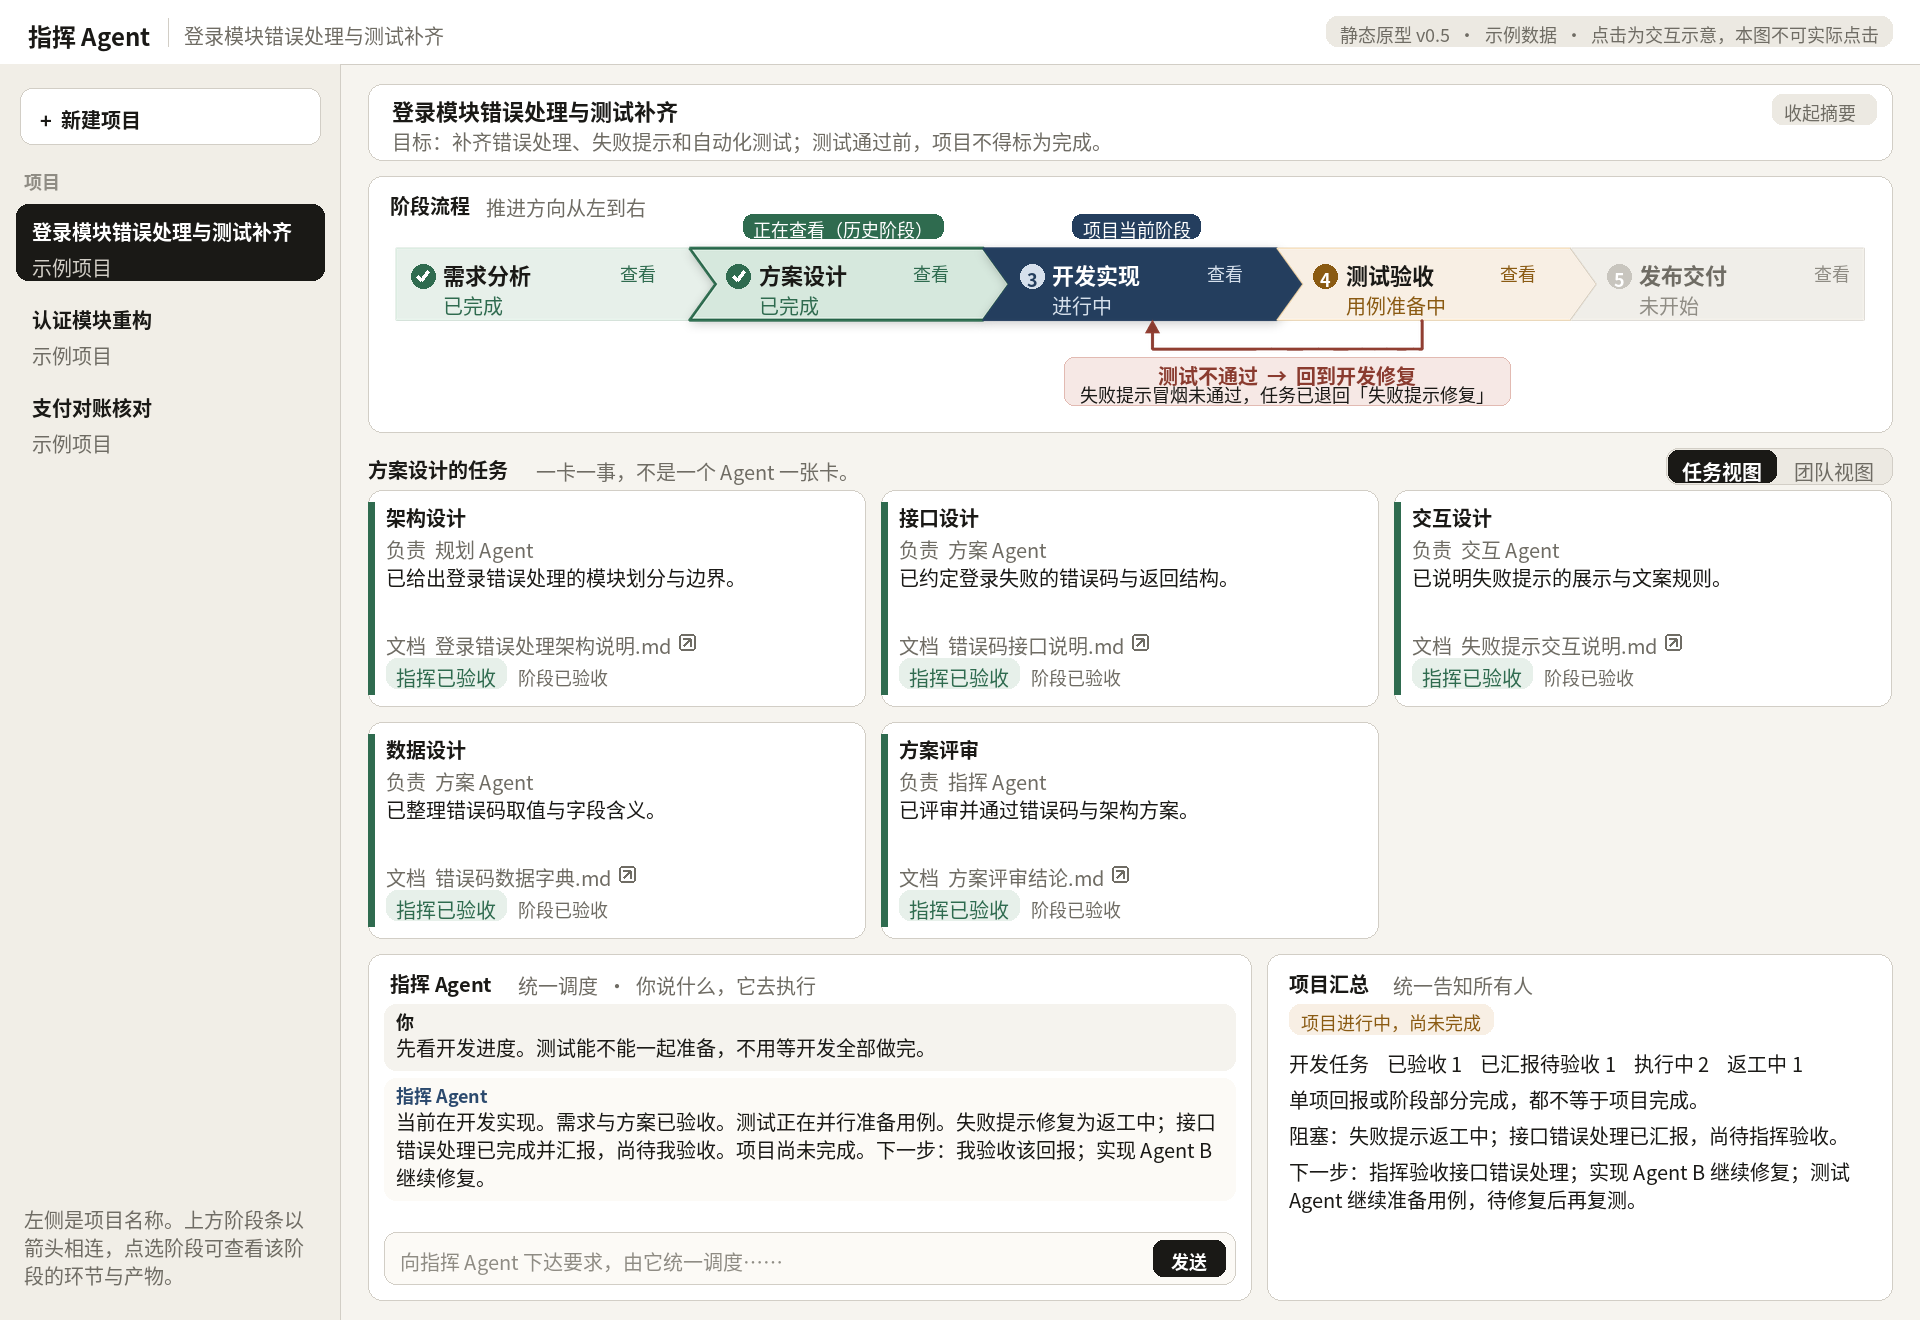 指挥 Agent
登录模块错误处理与测试补齐
静态原型 v0.5 · 示例数据 · 点击为交互示意，本图不可实际点击
+ 新建项目
项目
登录模块错误处理与测试补齐
示例项目
认证模块重构
示例项目
支付对账核对
示例项目
左侧是项目名称。上方阶段条以
箭头相连，点选阶段可查看该阶
段的环节与产物。
登录模块错误处理与测试补齐
收起摘要
目标：补齐错误处理、失败提示和自动化测试；测试通过前，项目不得标为完成。
阶段流程 推进方向从左到右
正在查看（历史阶段）
项目当前阶段
需求分析 查看
已完成
方案设计 查看
已完成
3 开发实现 查看
进行中
4 测试验收 查看
用例准备中
5 发布交付 查看
未开始
测试不通过 → 回到开发修复
失败提示冒烟未通过，任务已退回「失败提示修复」
方案设计的任务 一卡一事，不是一个 Agent 一张卡。
任务视图 团队视图
架构设计
负责 规划 Agent
已给出登录错误处理的模块划分与边界。
文档 登录错误处理架构说明.md
指挥已验收 阶段已验收
接口设计
负责 方案 Agent
已约定登录失败的错误码与返回结构。
文档 错误码接口说明.md
指挥已验收 阶段已验收
交互设计
负责 交互 Agent
已说明失败提示的展示与文案规则。
文档 失败提示交互说明.md
指挥已验收 阶段已验收
数据设计
负责 方案 Agent
已整理错误码取值与字段含义。
文档 错误码数据字典.md
指挥已验收 阶段已验收
方案评审
负责 指挥 Agent
已评审并通过错误码与架构方案。
文档 方案评审结论.md
指挥已验收 阶段已验收
指挥 Agent 统一调度 · 你说什么，它去执行
你
先看开发进度。测试能不能一起准备，不用等开发全部做完。
指挥 Agent
当前在开发实现。需求与方案已验收。测试正在并行准备用例。失败提示修复为返工中；接口
错误处理已完成并汇报，尚待我验收。项目尚未完成。下一步：我验收该回报；实现 Agent B
继续修复。
向指挥 Agent 下达要求，由它统一调度……
发送
项目汇总 统一告知所有人
项目进行中，尚未完成
开发任务 已验收 1 已汇报待验收 1 执行中 2 返工中 1
单项回报或阶段部分完成，都不等于项目完成。
阻塞：失败提示返工中；接口错误处理已汇报，尚待指挥验收。
下一步：指挥验收接口错误处理；实现 Agent B 继续修复；测试
Agent 继续准备用例，待修复后再复测。